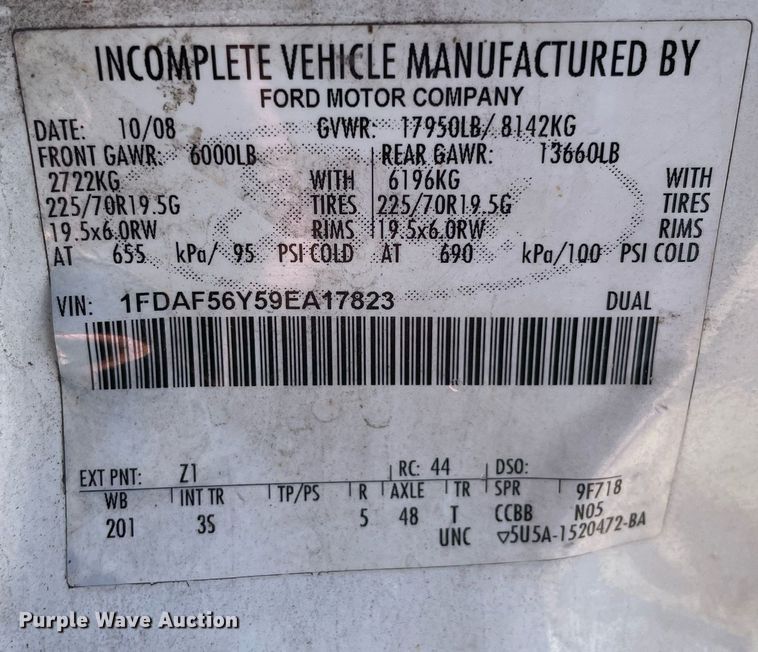 INCOMPLETE VEHICLE MANUFACTURED BY
FORD MOTOR COMPANY
DATE: 10/08 GVWR: 17950LB/ 8142KG
FRONT GAWR: 6000LB REAR GAWR: 13660LB
2722KG WITH 6196KG WITH
225/70R19.5G TIRES 225/70R19.5G TIRES
19.5x6.0RW RIMS 19.5x6.0RW RIMS
AT 655 kPa/ 95 PSI COLD AT 690 kPa/100 PSI COLD
VIN: 1FDAF56Y59EA17823 DUAL
EXT PNT: Z1 RC: 44 DSO:
WB INT TR TP/PS R AXLE TR SPR 9F718
201 3S 5 48 T CCBB N05
UNC ▽5U5A-1520472-BA
Purple Wave Auction